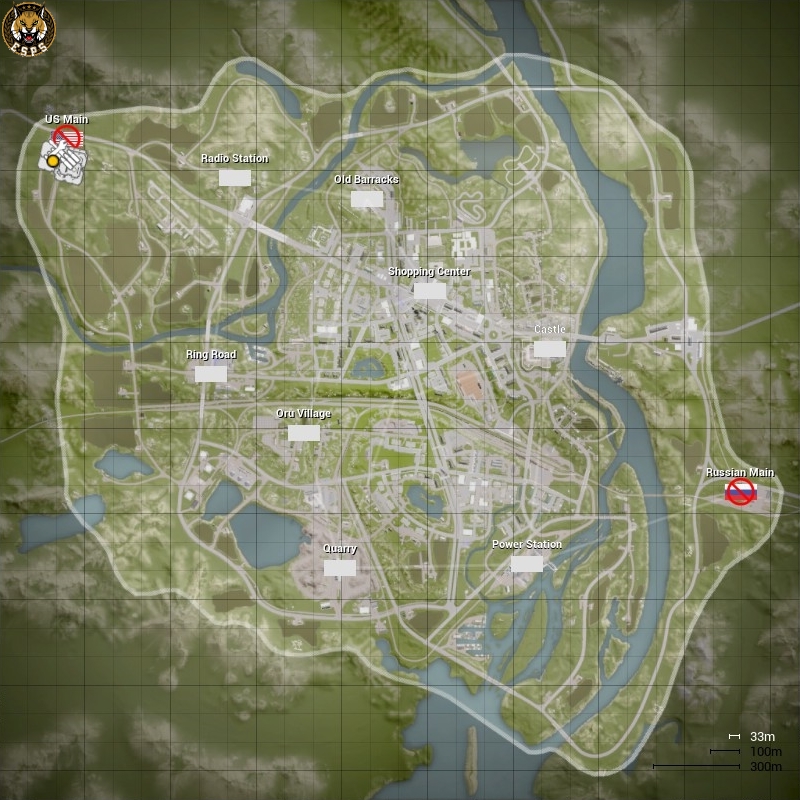 E.S.P.S
US Main
Radio Station
Old Barracks
Shopping Center
Castle
Ring Road
Oru Village
Russian Main
Power Station
Quarry
33m
100m
300m